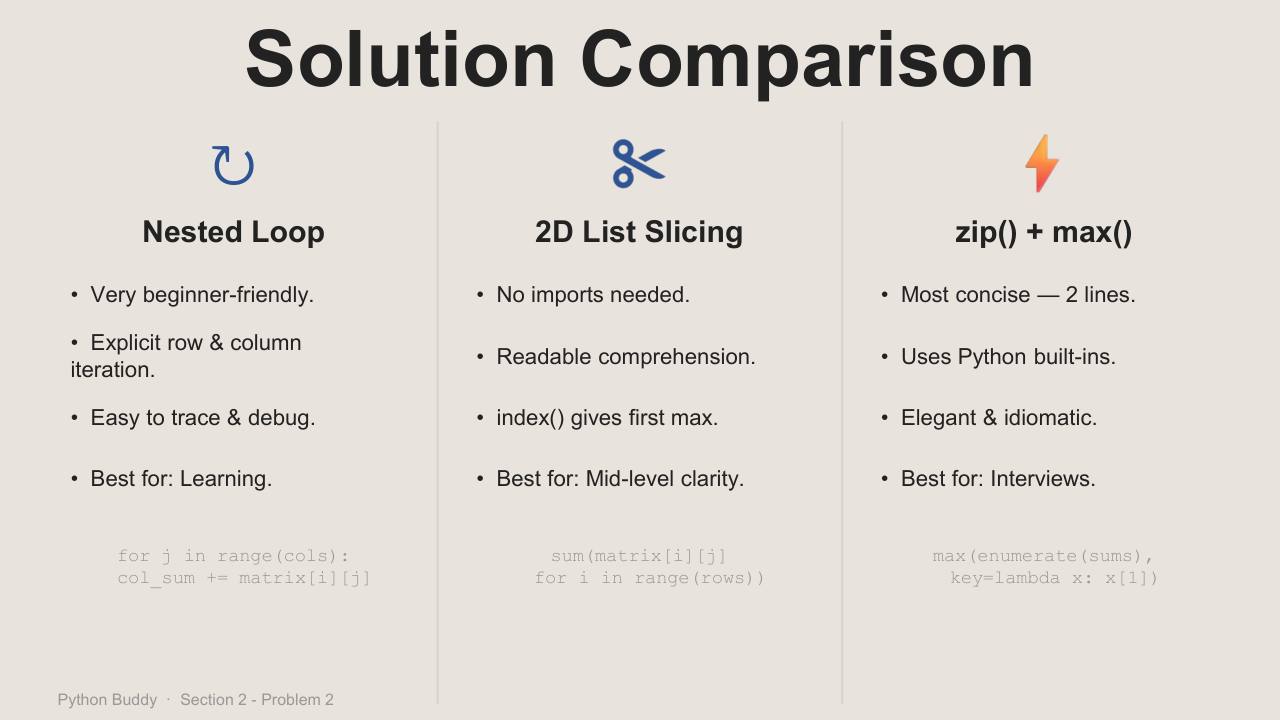 Solution Comparison
Nested Loop
• Very beginner-friendly.
• Explicit row & column
iteration.
• Easy to trace & debug.
• Best for: Learning.
for j in range(cols):
col_sum += matrix[i][j]
2D List Slicing
• No imports needed.
• Readable comprehension.
• index() gives first max.
• Best for: Mid-level clarity.
sum(matrix[i][j]
for i in range(rows))
zip() + max()
• Most concise — 2 lines.
• Uses Python built-ins.
• Elegant & idiomatic.
• Best for: Interviews.
max(enumerate(sums),
key=lambda x: x[1])
Python Buddy · Section 2 - Problem 2